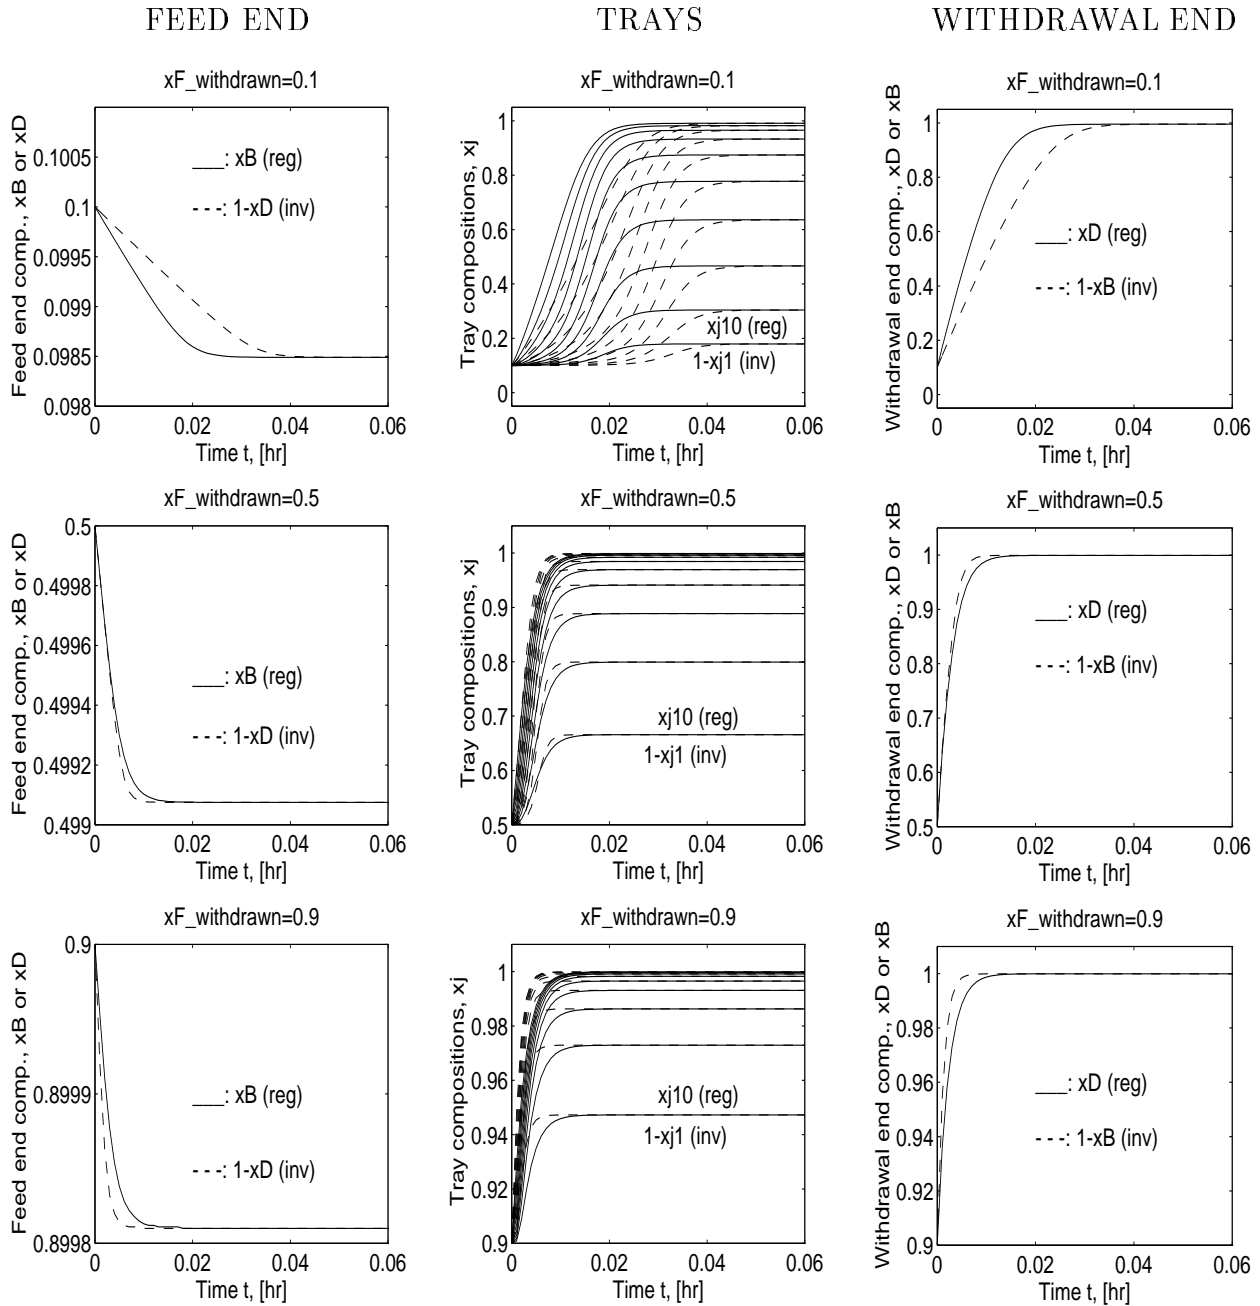 FEED END
TRAYS
WITHDRAWAL END
xF_withdrawn=0.1
Feed end comp., xB or xD
0.1005
0.1
0.0995
0.099
0.0985
0.098
___: xB (reg)
- - -: 1-xD (inv)
0
0.02
0.04
0.06
Time t, [hr]
xF_withdrawn=0.1
Tray compositions, xj
1
0.8
0.6
0.4
0.2
0
xj10 (reg)
1-xj1 (inv)
0
0.02
0.04
0.06
Time t, [hr]
xF_withdrawn=0.1
Withdrawal end comp., xD or xB
1
0.8
0.6
0.4
0.2
0
___: xD (reg)
- - -: 1-xB (inv)
0
0.02
0.04
0.06
Time t, [hr]
xF_withdrawn=0.5
Feed end comp., xB or xD
0.5
0.4998
0.4996
0.4994
0.4992
0.499
___: xB (reg)
- - -: 1-xD (inv)
0
0.02
0.04
0.06
Time t, [hr]
xF_withdrawn=0.5
Tray compositions, xj
1
0.9
0.8
0.7
0.6
0.5
xj10 (reg)
1-xj1 (inv)
0
0.02
0.04
0.06
Time t, [hr]
xF_withdrawn=0.5
Withdrawal end comp., xD or xB
1
0.9
0.8
0.7
0.6
0.5
___: xD (reg)
- - -: 1-xB (inv)
0
0.02
0.04
0.06
Time t, [hr]
xF_withdrawn=0.9
Feed end comp., xB or xD
0.9
0.8999
0.8998
___: xB (reg)
- - -: 1-xD (inv)
0
0.02
0.04
0.06
Time t, [hr]
xF_withdrawn=0.9
Tray compositions, xj
1
0.98
0.96
0.94
0.92
0.9
xj10 (reg)
1-xj1 (inv)
0
0.02
0.04
0.06
Time t, [hr]
xF_withdrawn=0.9
Withdrawal end comp., xD or xB
1
0.98
0.96
0.94
0.92
0.9
___: xD (reg)
- - -: 1-xB (inv)
0
0.02
0.04
0.06
Time t, [hr]